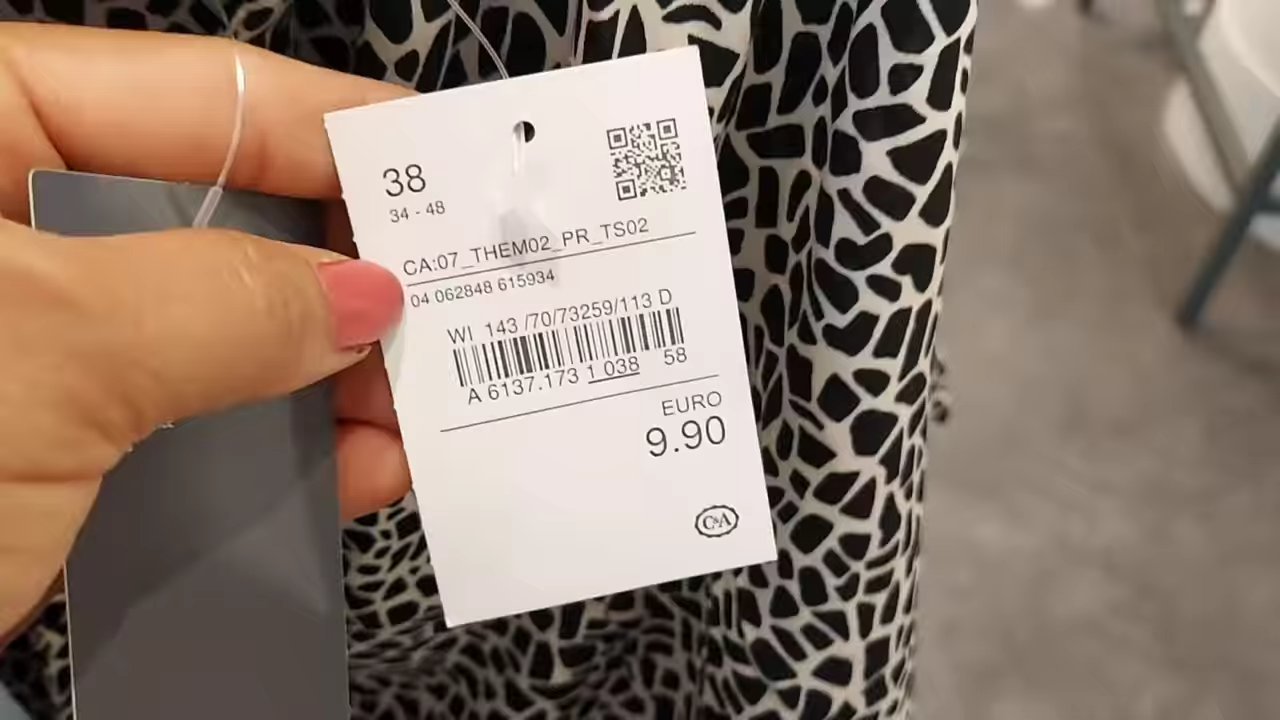 38
34 - 48
CA:07_THEM02_PR_TS02
04 062848 615934
WI 143 /70/73259/113 D
A 6137.173 1 038 58
EURO
9.90
C&A